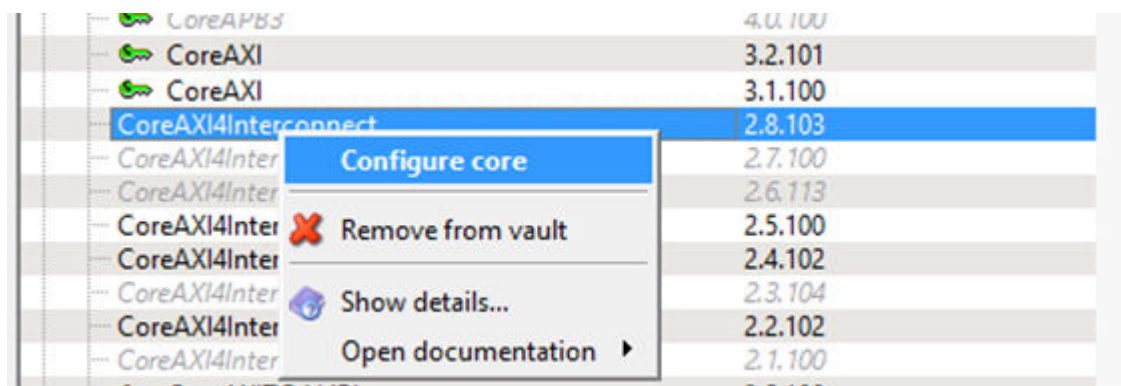 CoreAPB3 4.0.100
CoreAXI 3.2.101
CoreAXI 3.1.100
CoreAXI4Interconnect 2.8.103
CoreAXI4Inter Configure core 2.7.100
CoreAXI4Inter 2.6.113
CoreAXI4Inter Remove from vault 2.5.100
CoreAXI4Inter 2.4.102
CoreAXI4Inter Show details... 2.3.104
CoreAXI4Inter 2.2.102
CoreAXI4Inter Open documentation 2.1.100